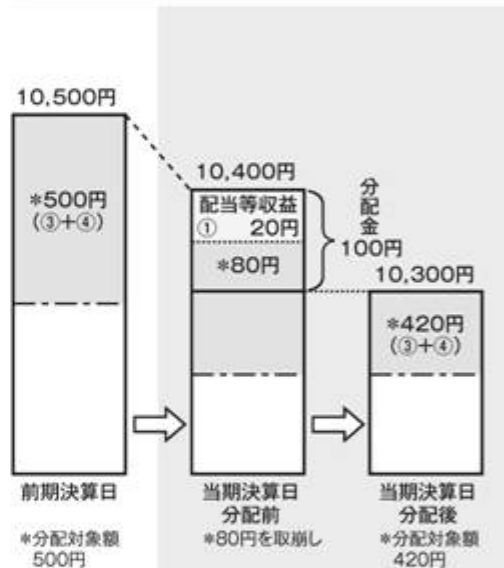 10,500円
*500円
(③+④)
前期決算日
*分配対象額
500円
10,400円
配当等収益
① 20円
*80円
分配金
100円
当期決算日
分配前
*80円を取崩し
10,300円
*420円
(③+④)
当期決算日
分配後
*分配対象額
420円